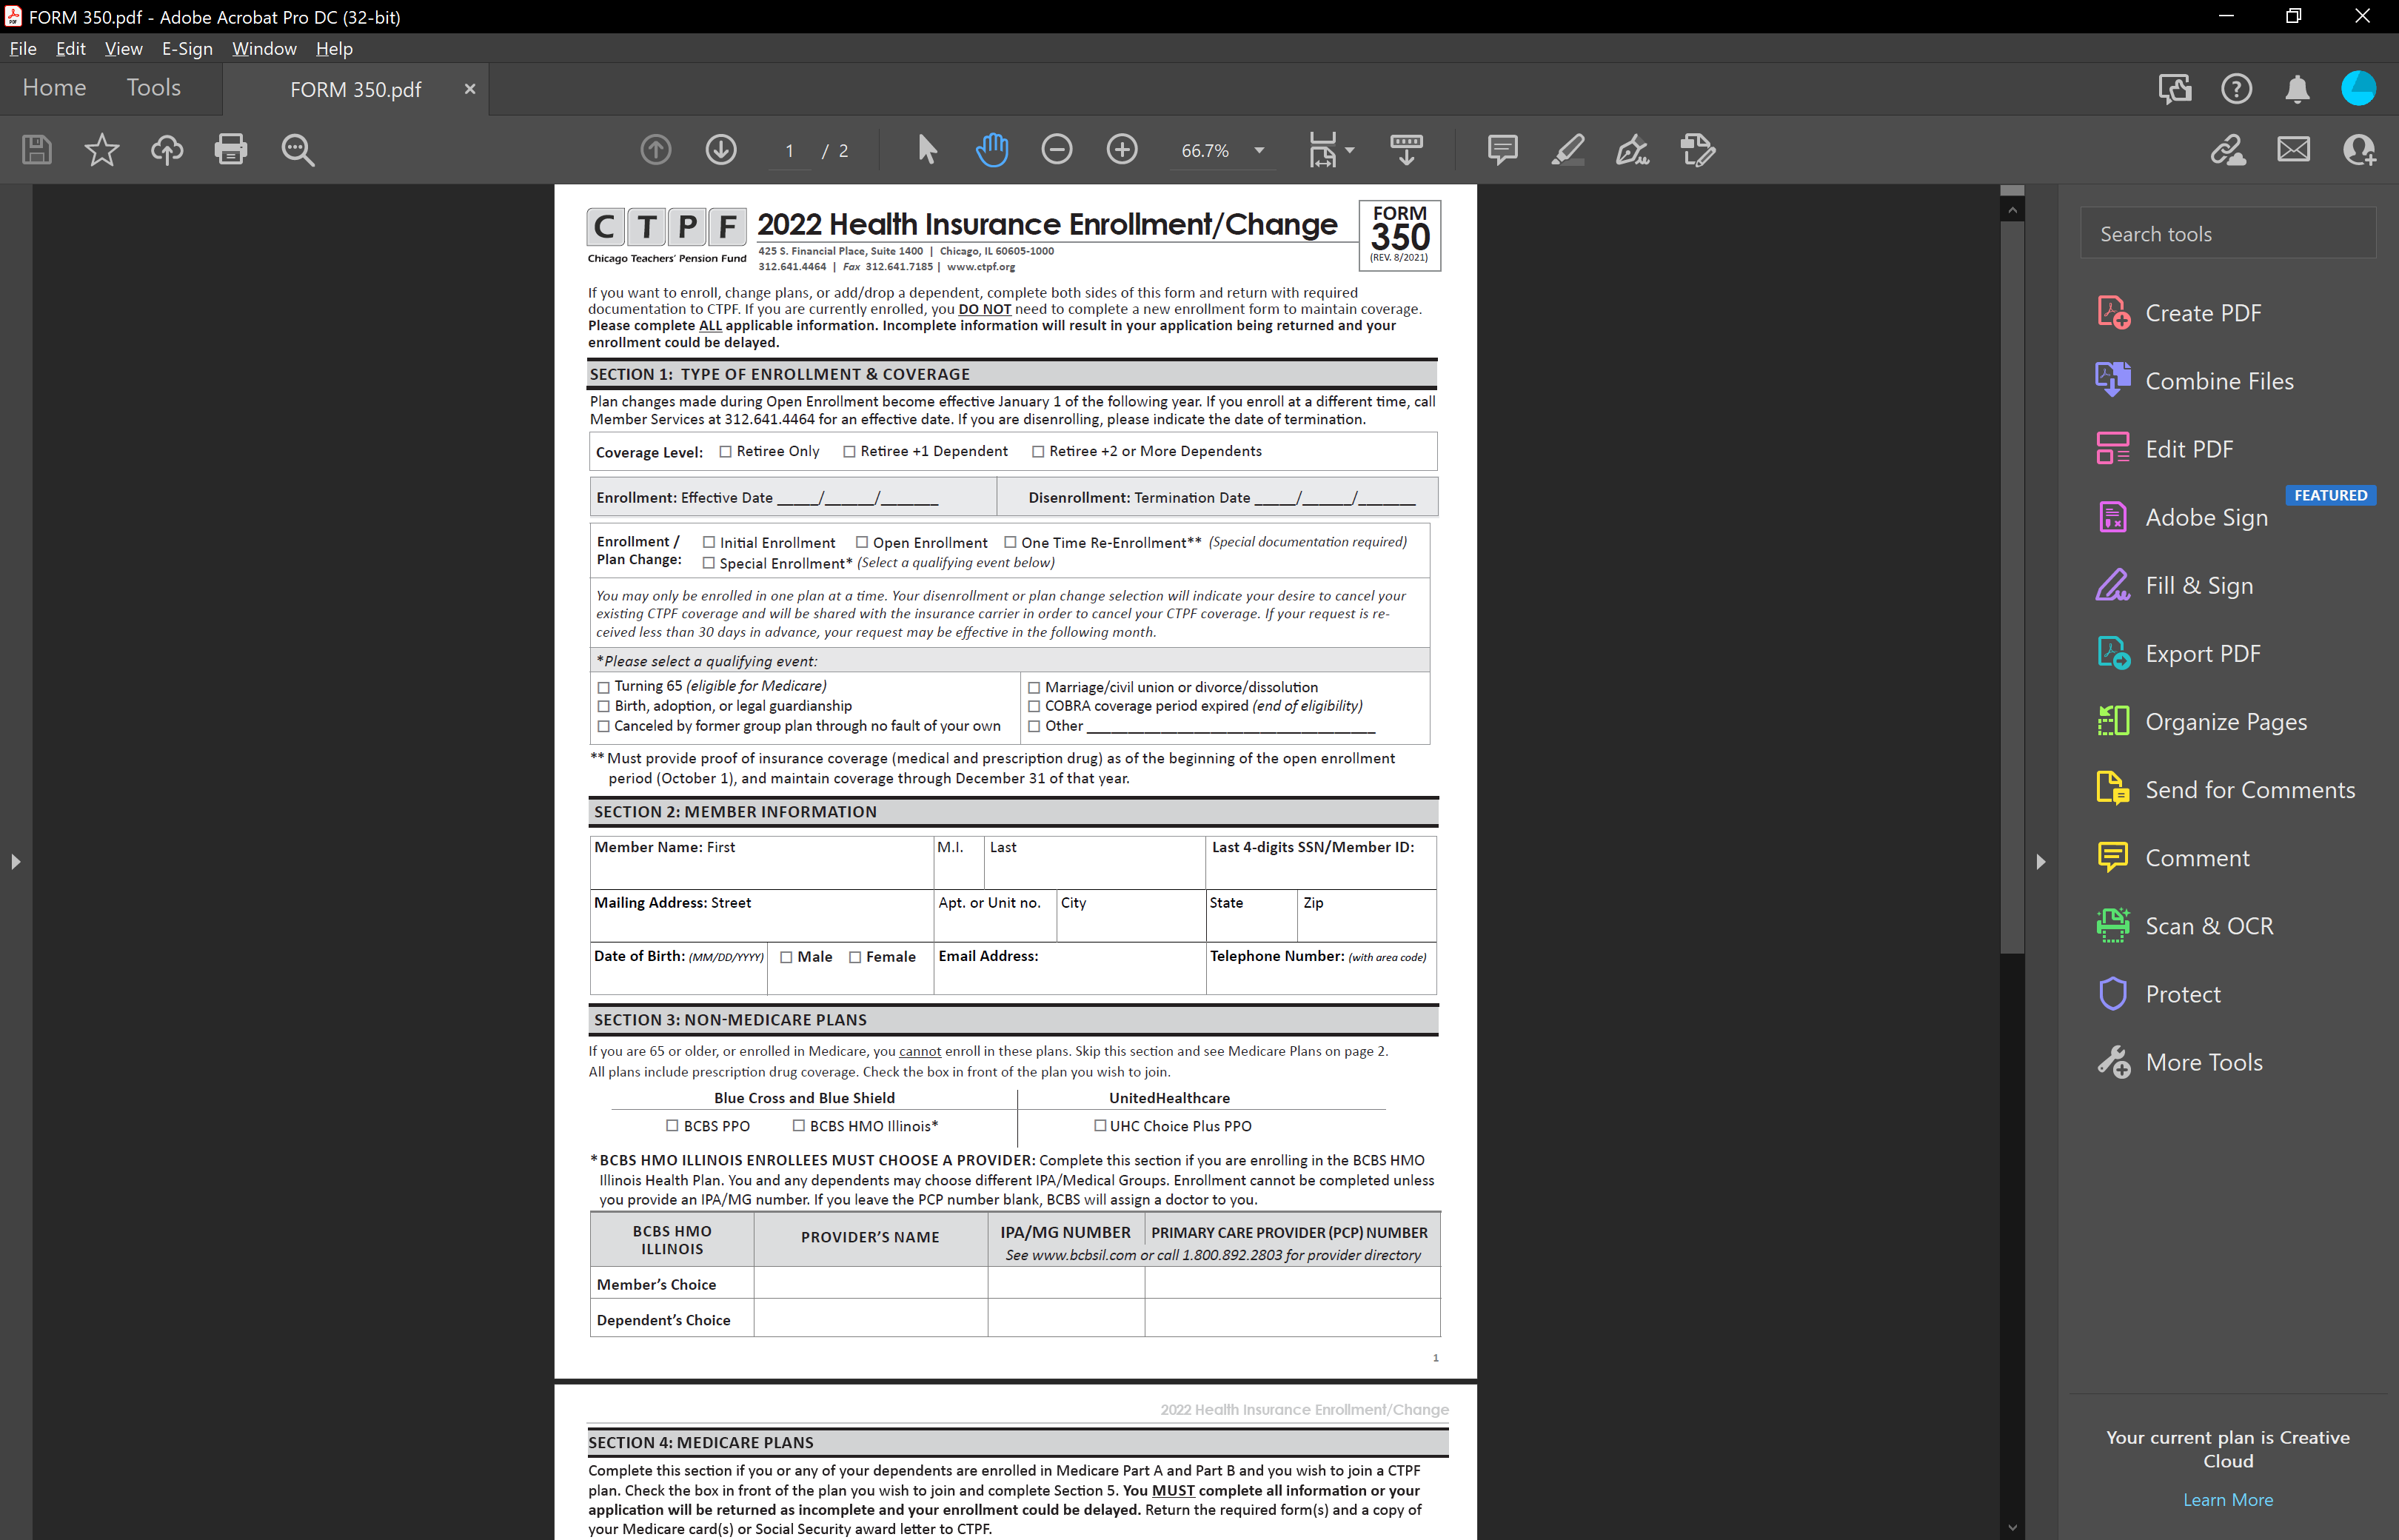 FORM 350.pdf - Adobe Acrobat Pro DC (32-bit)
File Edit View E-Sign Window Help
Home Tools FORM 350.pdf ×
1 / 2 66.7%
C T P F
Chicago Teachers' Pension Fund
2022 Health Insurance Enrollment/Change
425 S. Financial Place, Suite 1400 | Chicago, IL 60605-1000
312.641.4464 | Fax 312.641.7185 | www.ctpf.org
FORM
350
(REV. 8/2021)
If you want to enroll, change plans, or add/drop a dependent, complete both sides of this form and return with required
documentation to CTPF. If you are currently enrolled, you DO NOT need to complete a new enrollment form to maintain coverage.
Please complete ALL applicable information. Incomplete information will result in your application being returned and your
enrollment could be delayed.
SECTION 1: TYPE OF ENROLLMENT & COVERAGE
Plan changes made during Open Enrollment become effective January 1 of the following year. If you enroll at a different time, call
Member Services at 312.641.4464 for an effective date. If you are disenrolling, please indicate the date of termination.
Coverage Level: ☐ Retiree Only ☐ Retiree +1 Dependent ☐ Retiree +2 or More Dependents
Enrollment: Effective Date _____/______/_______ Disenrollment: Termination Date _____/______/_______
Enrollment / ☐ Initial Enrollment ☐ Open Enrollment ☐ One Time Re-Enrollment** (Special documentation required)
Plan Change: ☐ Special Enrollment* (Select a qualifying event below)
You may only be enrolled in one plan at a time. Your disenrollment or plan change selection will indicate your desire to cancel your
existing CTPF coverage and will be shared with the insurance carrier in order to cancel your CTPF coverage. If your request is re-
ceived less than 30 days in advance, your request may be effective in the following month.
*Please select a qualifying event:
☐ Turning 65 (eligible for Medicare)
☐ Birth, adoption, or legal guardianship
☐ Canceled by former group plan through no fault of your own
☐ Marriage/civil union or divorce/dissolution
☐ COBRA coverage period expired (end of eligibility)
☐ Other ___________________________________
** Must provide proof of insurance coverage (medical and prescription drug) as of the beginning of the open enrollment
period (October 1), and maintain coverage through December 31 of that year.
SECTION 2: MEMBER INFORMATION
Member Name: First M.I. Last Last 4-digits SSN/Member ID:
Mailing Address: Street Apt. or Unit no. City State Zip
Date of Birth: (MM/DD/YYYY) ☐ Male ☐ Female Email Address: Telephone Number: (with area code)
SECTION 3: NON-MEDICARE PLANS
If you are 65 or older, or enrolled in Medicare, you cannot enroll in these plans. Skip this section and see Medicare Plans on page 2.
All plans include prescription drug coverage. Check the box in front of the plan you wish to join.
Blue Cross and Blue Shield UnitedHealthcare
☐ BCBS PPO ☐ BCBS HMO Illinois* ☐ UHC Choice Plus PPO
*BCBS HMO ILLINOIS ENROLLEES MUST CHOOSE A PROVIDER: Complete this section if you are enrolling in the BCBS HMO
Illinois Health Plan. You and any dependents may choose different IPA/Medical Groups. Enrollment cannot be completed unless
you provide an IPA/MG number. If you leave the PCP number blank, BCBS will assign a doctor to you.
BCBS HMO
ILLINOIS
PROVIDER'S NAME
IPA/MG NUMBER PRIMARY CARE PROVIDER (PCP) NUMBER
See www.bcbsil.com or call 1.800.892.2803 for provider directory
Member's Choice
Dependent's Choice
1
2022 Health Insurance Enrollment/Change
SECTION 4: MEDICARE PLANS
Complete this section if you or any of your dependents are enrolled in Medicare Part A and Part B and you wish to join a CTPF
plan. Check the box in front of the plan you wish to join and complete Section 5. You MUST complete all information or your
application will be returned as incomplete and your enrollment could be delayed. Return the required form(s) and a copy of
your Medicare card(s) or Social Security award letter to CTPF.
Search tools
Create PDF
Combine Files
Edit PDF
FEATURED
Adobe Sign
Fill & Sign
Export PDF
Organize Pages
Send for Comments
Comment
Scan & OCR
Protect
More Tools
Your current plan is Creative
Cloud
Learn More